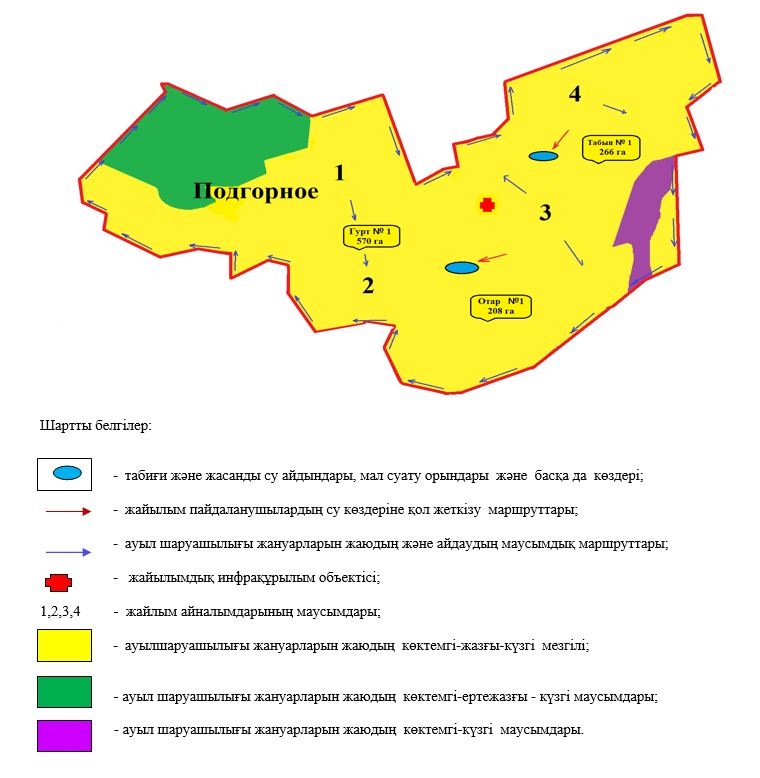 4
Табын № 1
266 га
1
Подгорное
3
Гурт № 1
570 га
2
Отар №1
208 га
Шартты белгілер:
- табиғи және жасанды су айдындары, мал суату орындары және басқа да көздері;
- жайылым пайдаланушылардың су көздеріне қол жеткізу маршруттары;
- ауыл шаруашылығы жануарларын жаюдың және айдаудың маусымдық маршруттары;
- жайылымдық инфрақұрылым объектісі;
1,2,3,4 - жайлым айналымдарының маусымдары;
- ауылшаруашылығы жануарларын жаюдың көктемгі-жазғы-күзгі мезгілі;
- ауыл шаруашылығы жануарларын жаюдың көктемгі-ертежазғы - күзгі маусымдары;
- ауыл шаруашылығы жануарларын жаюдың көктемгі-күзгі маусымдары.